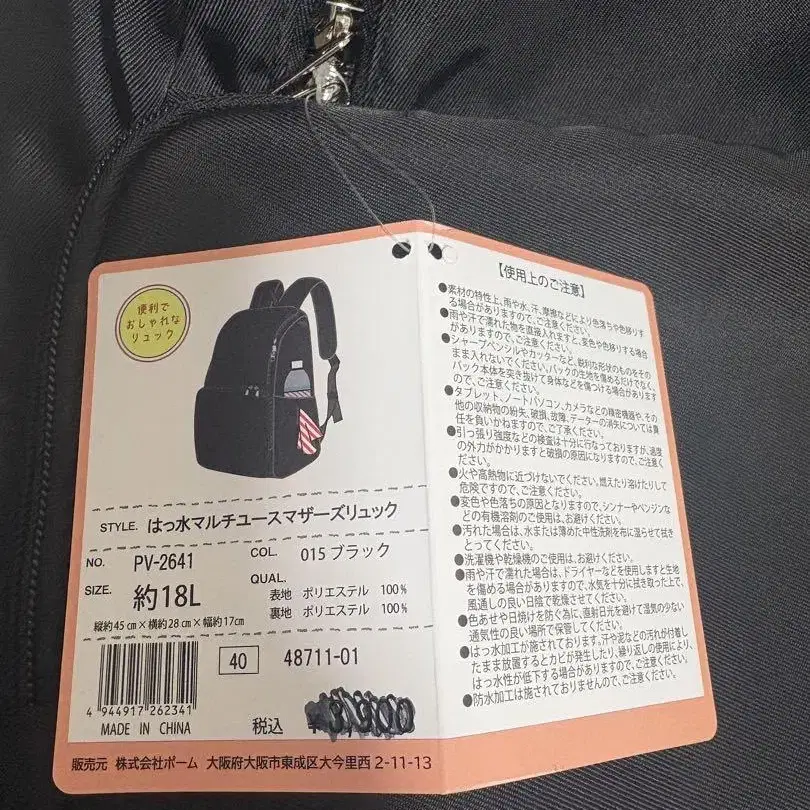 便利で
おしゃれな
リュック
STYLE. はっ水マルチユースマザーズリュック
NO. PV-2641 COL. 015 ブラック
SIZE. 約18L QUAL.
表地 ポリエステル 100%
裏地 ポリエステル 100%
縦約45㎝×横約28㎝×幅約17㎝
40 48711-01
4 944917 262341
MADE IN CHINA 税込
販売元 株式会社ポーム 大阪府大阪市東成区大今里西 2-11-13
【使用上のご注意】
●素材の特性上、雨や水、汗、摩擦などにより色落ちや色移りす
る場合がありますので、ご注意ください。
●雨や汗で濡れた物を直接入れますと、変色や色移りする場合
がありますので、ご注意ください。
●シャープペンシルやカッターなど、鋭利な形状のものをその
まま入れないでください。バックの生地を傷めるだけでなく、
バック本体を突き抜けて身体などを傷つける場合があります
ので、ご注意ください。
●タブレット、ノートパソコン、カメラなどの精密機器や、その
他の収納物の紛失、破損、故障、データーの消失については責
任を負いかねますので、ご了承ください。
●引っ張り強度などの検査は十分に行なっておりますが、過度
の外力がかかりますと破損の原因になりますので、ご注意く
ださい。
●火や高熱物に近づけないでください。燃えたり溶けたりして
危険ですので、ご注意ください。
●変色や色落ちの原因となりますので、シンナーやベンジンな
どの有機溶剤のご使用は、お避けください。
●汚れた場合は、水または薄めた中性洗剤を布に湿らせて拭き
とってください。
●洗濯機や乾燥機のご使用は、お避けください。
●雨や汗で濡れた場合は、ドライヤーなどを使用しますと生地
を傷める場合がありますので、水気を十分に拭き取った上で、
風通しの良い日陰で乾燥させてください。
●色あせや日焼けを防ぐ為に、直射日光を避けて湿気の少ない
通気性の良い場所で保管してください。
●はっ水加工が施されております。汗や泥などの汚れが付着し
たまま放置するとカビが発生したり、繰り返しの使用により、
はっ水性が低下する場合がありますので、ご注意ください。
●防水加工は施されておりませんので、ご注意ください。